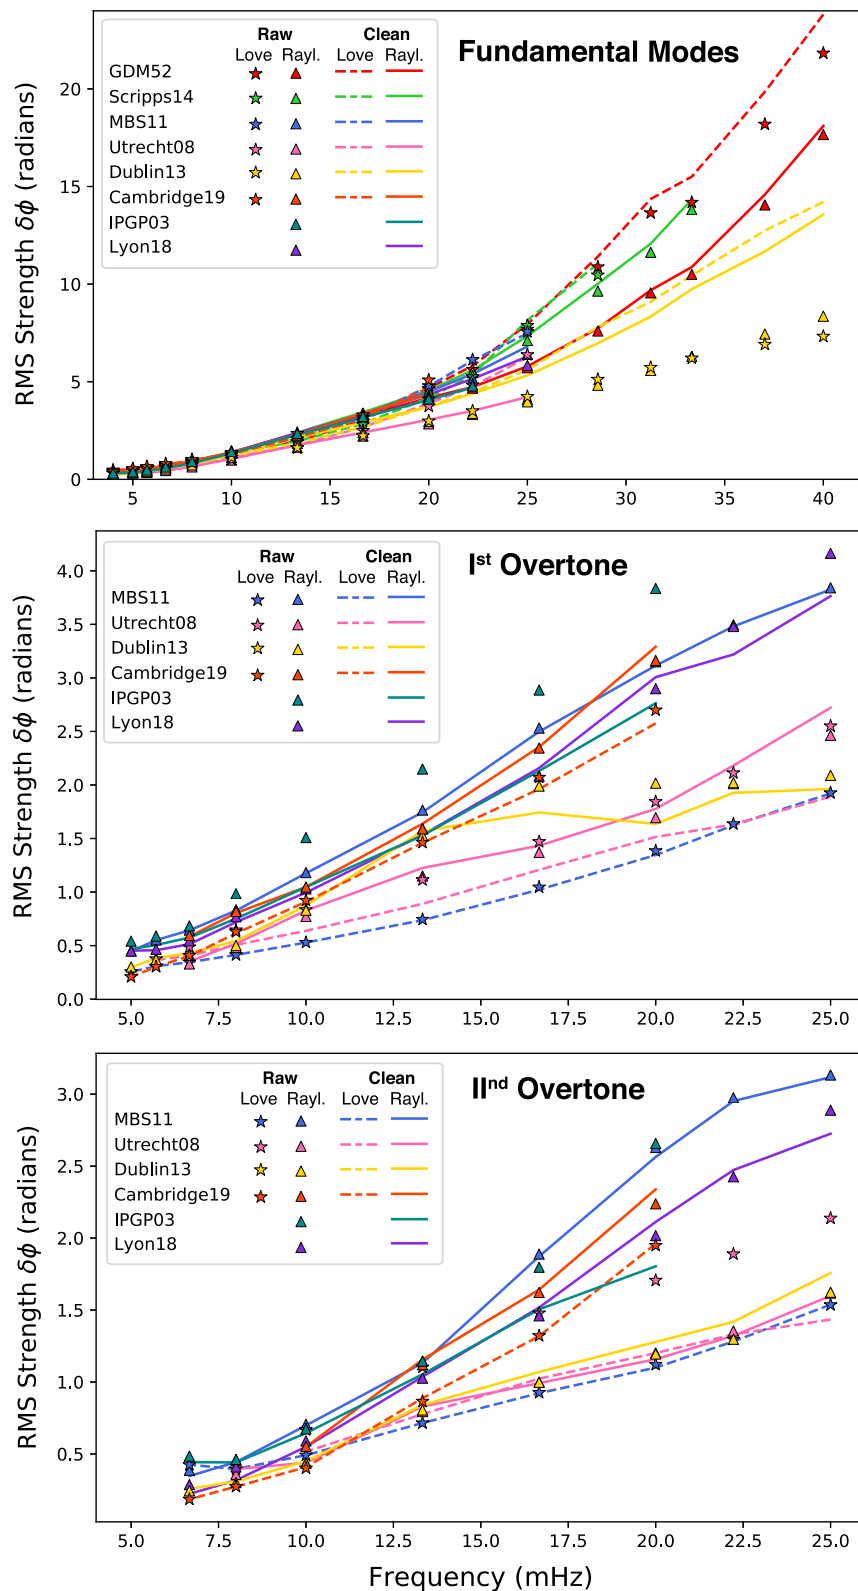 Fundamental Modes
Raw Clean
Love Rayl. Love Rayl.
GDM52
Scripps14
MBS11
Utrecht08
Dublin13
Cambridge19
IPGP03
Lyon18
RMS Strength δϕ (radians)
20
15
10
5
0
5 10 15 20 25 30 35 40
Ist Overtone
Raw Clean
Love Rayl. Love Rayl.
MBS11
Utrecht08
Dublin13
Cambridge19
IPGP03
Lyon18
RMS Strength δϕ (radians)
4.0
3.5
3.0
2.5
2.0
1.5
1.0
0.5
0.0
5.0 7.5 10.0 12.5 15.0 17.5 20.0 22.5 25.0
IInd Overtone
Raw Clean
Love Rayl. Love Rayl.
MBS11
Utrecht08
Dublin13
Cambridge19
IPGP03
Lyon18
RMS Strength δϕ (radians)
3.0
2.5
2.0
1.5
1.0
0.5
5.0 7.5 10.0 12.5 15.0 17.5 20.0 22.5 25.0
Frequency (mHz)